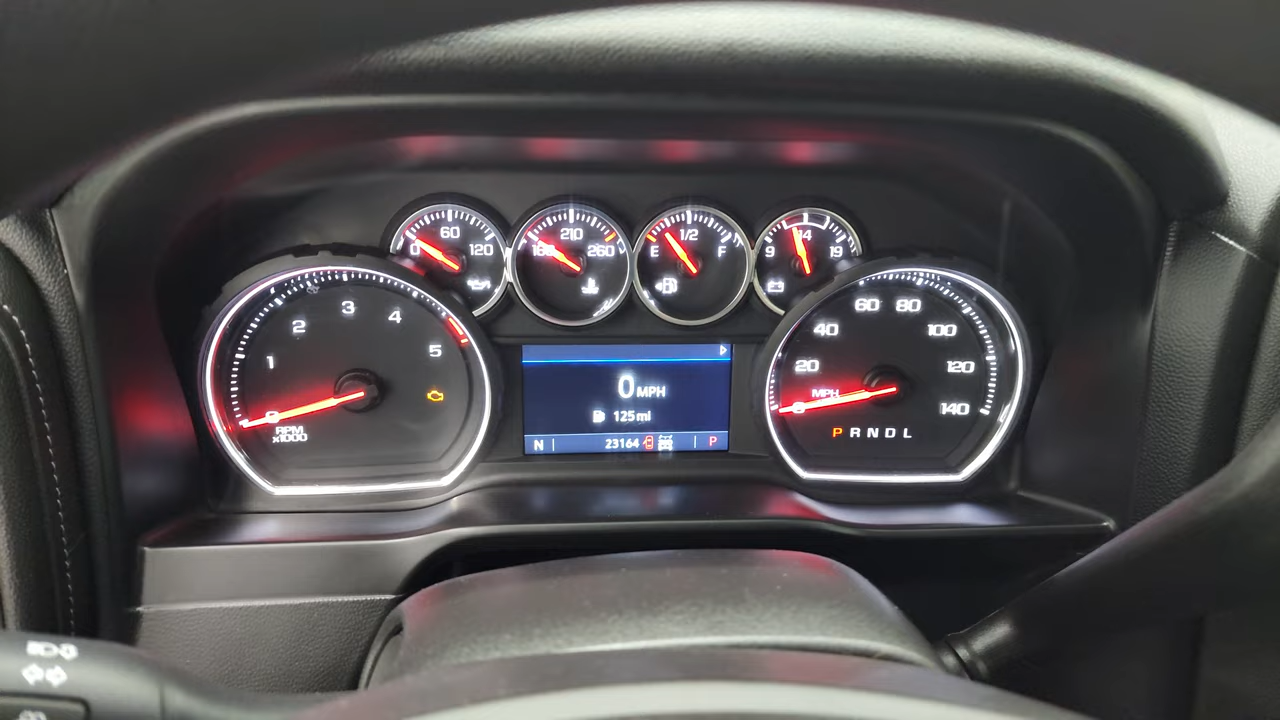 0 60 120
160 210 260
E 1/2 F
9 14 19
0 1 2 3 4 5
RPM
x1000
0 MPH
125 mi
N 23164 P
0 20 40 60 80 100 120 140
MPH
P R N D L